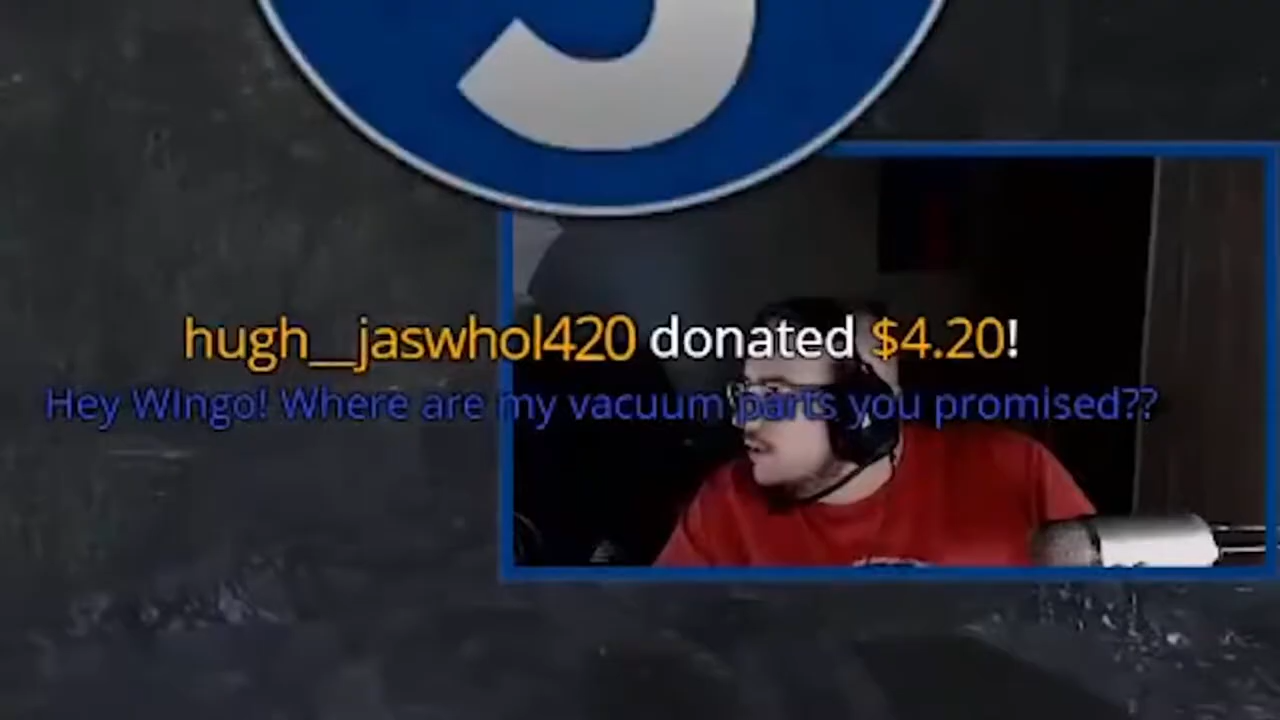 hugh__jaswhol420 donated $4.20!
Hey WIngo! Where are my vacuum parts you promised??